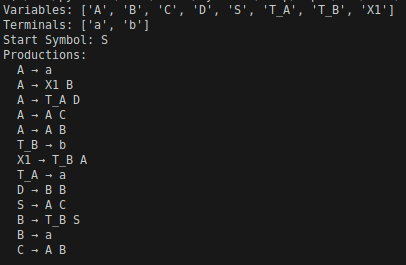 Variables: ['A', 'B', 'C', 'D', 'S', 'T_A', 'T_B', 'X1']
Terminals: ['a', 'b']
Start Symbol: S
Productions:
A → a
A → X1 B
A → T_A D
A → A C
A → A B
T_B → b
X1 → T_B A
T_A → a
D → B B
S → A C
B → T_B S
B → a
C → A B